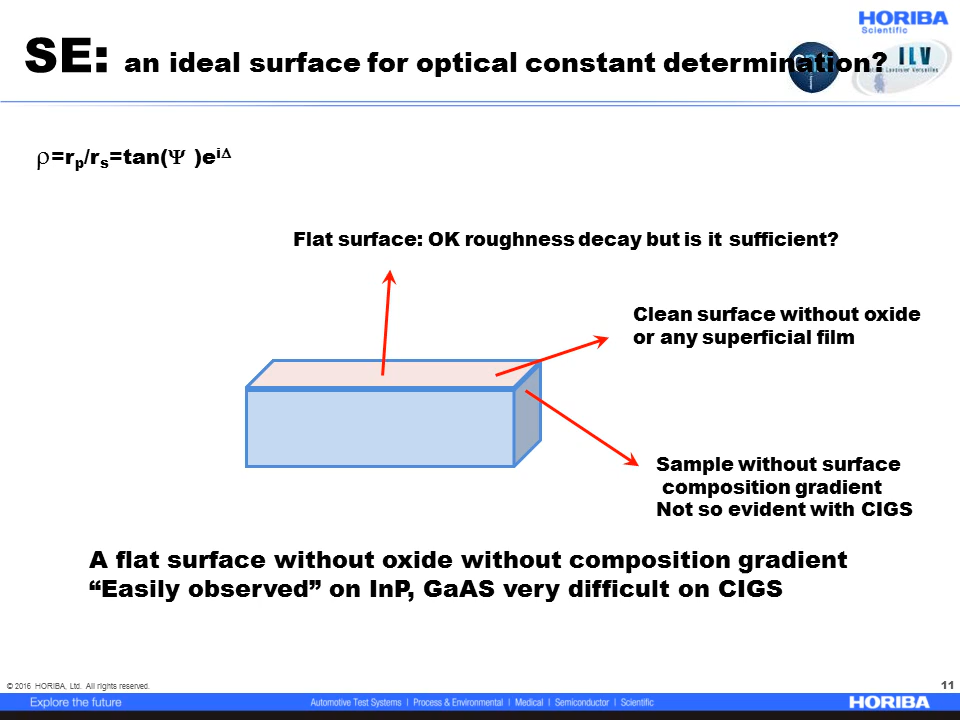 HORIBA
Scientific
SE: an ideal surface for optical constant determination?
ILV
ρ=rp/rs=tan(Ψ )eiΔ
Flat surface: OK roughness decay but is it sufficient?
Clean surface without oxide
or any superficial film
Sample without surface
composition gradient
Not so evident with CIGS
A flat surface without oxide without composition gradient
“Easily observed” on InP, GaAS very difficult on CIGS
© 2016 HORIBA, Ltd. All rights reserved.
11
Explore the future
Automotive Test Systems | Process & Environmental | Medical | Semiconductor | Scientific
HORIBA